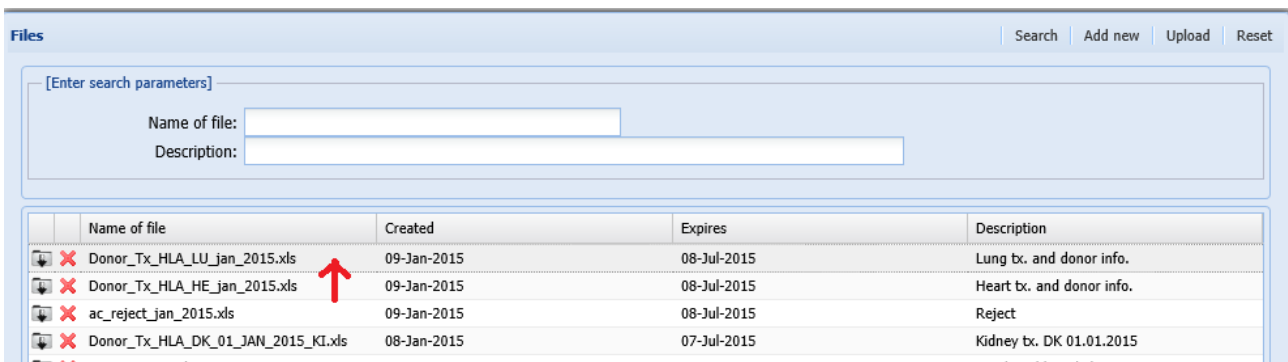 Files Search Add new Upload Reset
[Enter search parameters]
Name of file:
Description:
Name of file Created Expires Description
Donor_Tx_HLA_LU_jan_2015.xls 09-Jan-2015 08-Jul-2015 Lung tx. and donor info.
Donor_Tx_HLA_HE_jan_2015.xls 09-Jan-2015 08-Jul-2015 Heart tx. and donor info.
ac_reject_jan_2015.xls 09-Jan-2015 08-Jul-2015 Reject
Donor_Tx_HLA_DK_01_JAN_2015_KI.xls 08-Jan-2015 07-Jul-2015 Kidney tx. DK 01.01.2015